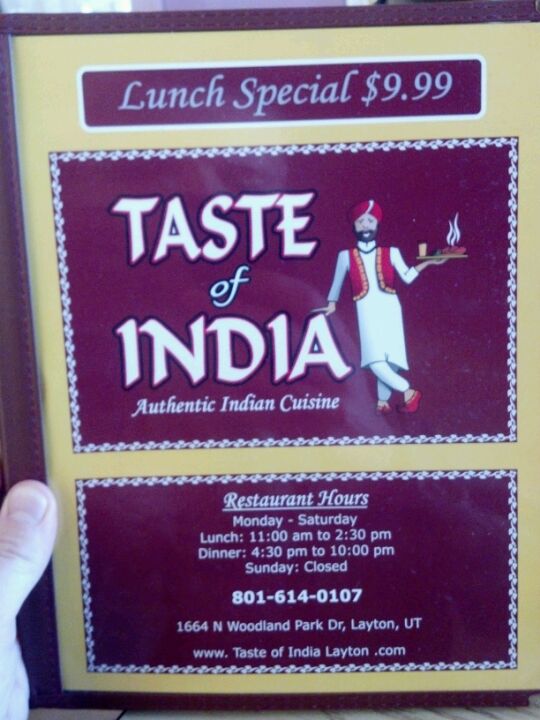 Lunch Special $9.99
TASTE
of
INDIA
Authentic Indian Cuisine
Restaurant Hours
Monday - Saturday
Lunch: 11:00 am to 2:30 pm
Dinner: 4:30 pm to 10:00 pm
Sunday: Closed
801-614-0107
1664 N Woodland Park Dr, Layton, UT
www. Taste of India Layton .com